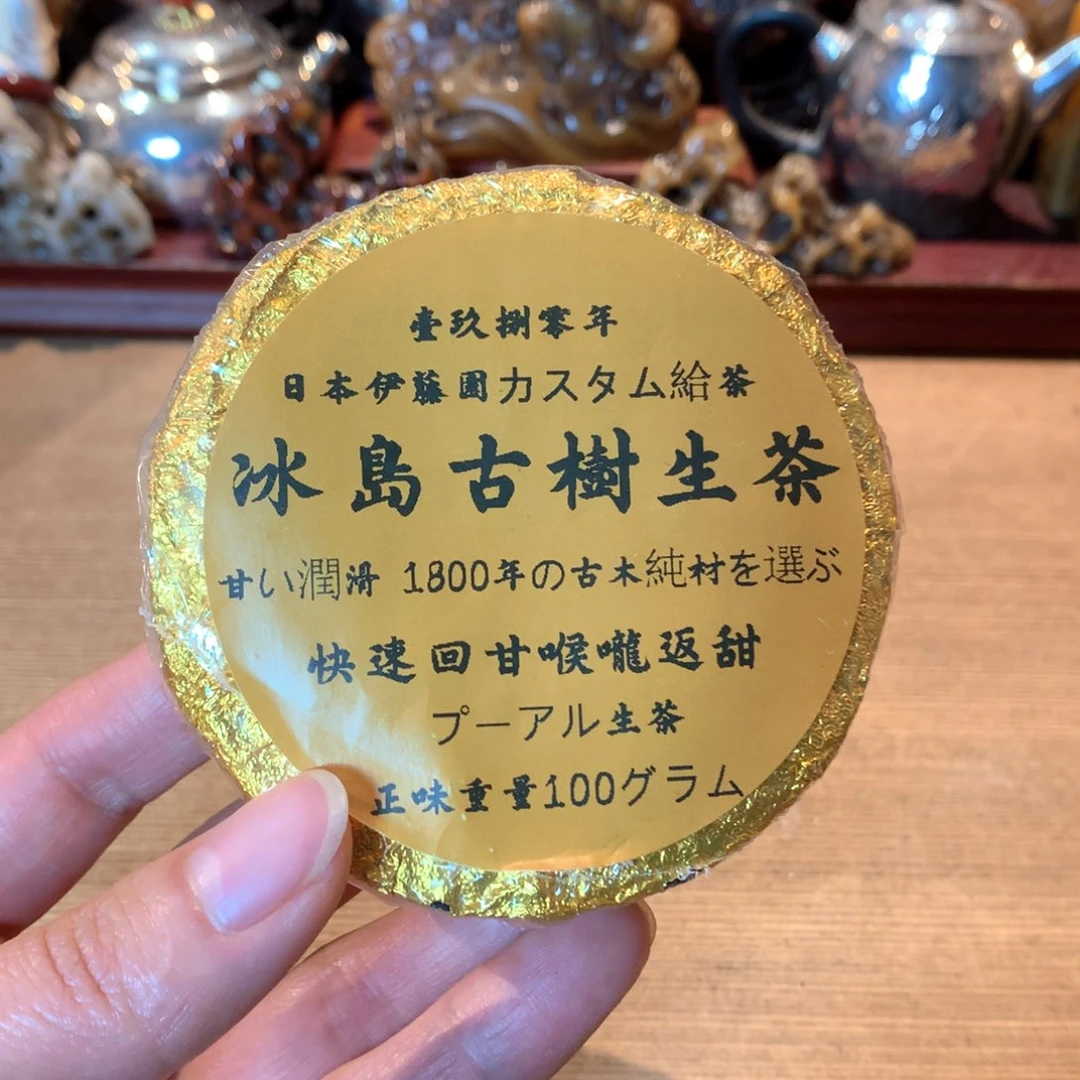 壹玖捌零年
日本伊藤園カスタム給茶
冰島古樹生茶
甘い潤滑 1800年の古木純材を選ぶ
快速回甘喉嚨返甜
プーアル生茶
正味重量100グラム